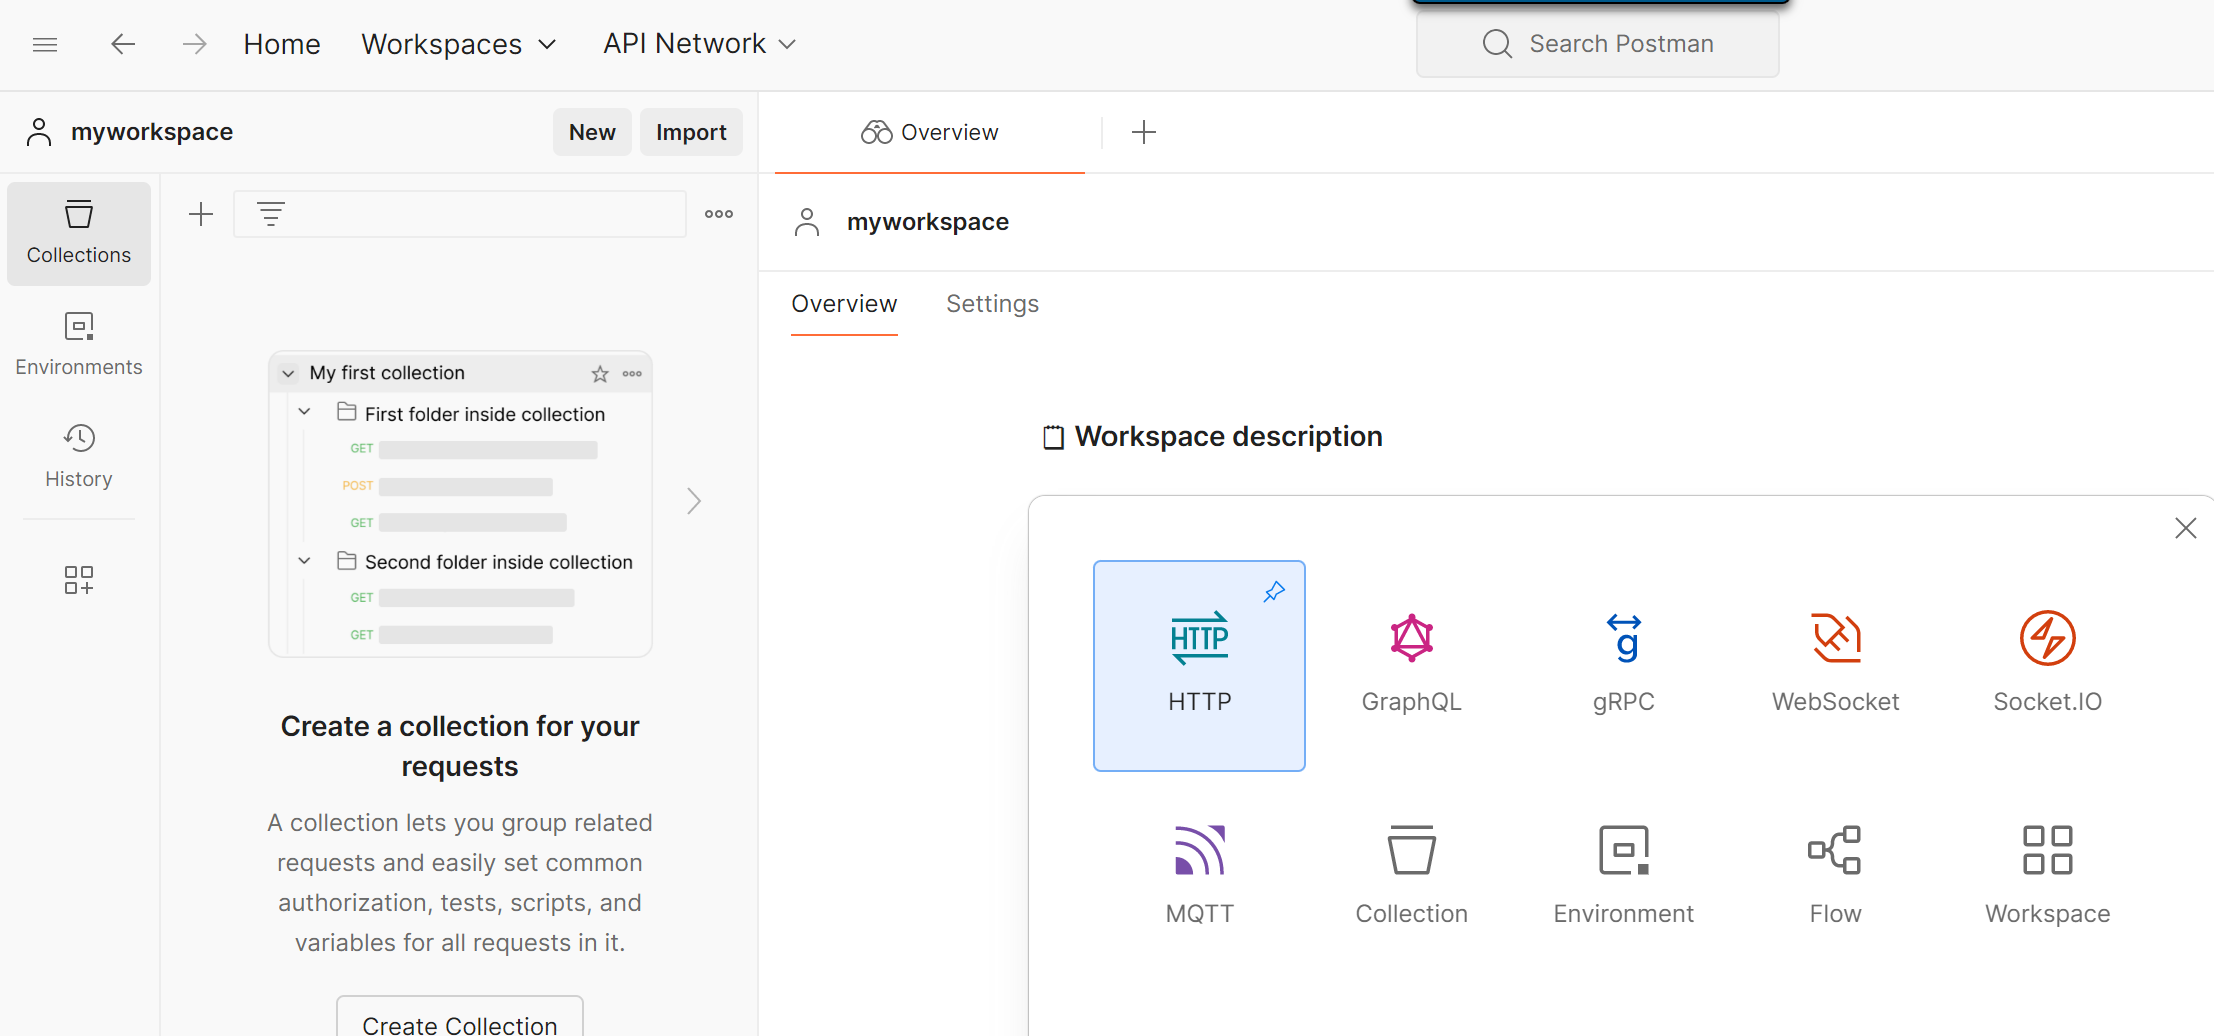 Home Workspaces API Network Search Postman
myworkspace New Import Overview
Collections
Environments
History
My first collection
First folder inside collection
GET
POST
GET
Second folder inside collection
GET
GET
Create a collection for your
requests
A collection lets you group related
requests and easily set common
authorization, tests, scripts, and
variables for all requests in it.
Create Collection
myworkspace
Overview Settings
Workspace description
HTTP
HTTP GraphQL gRPC WebSocket Socket.IO
MQTT Collection Environment Flow Workspace